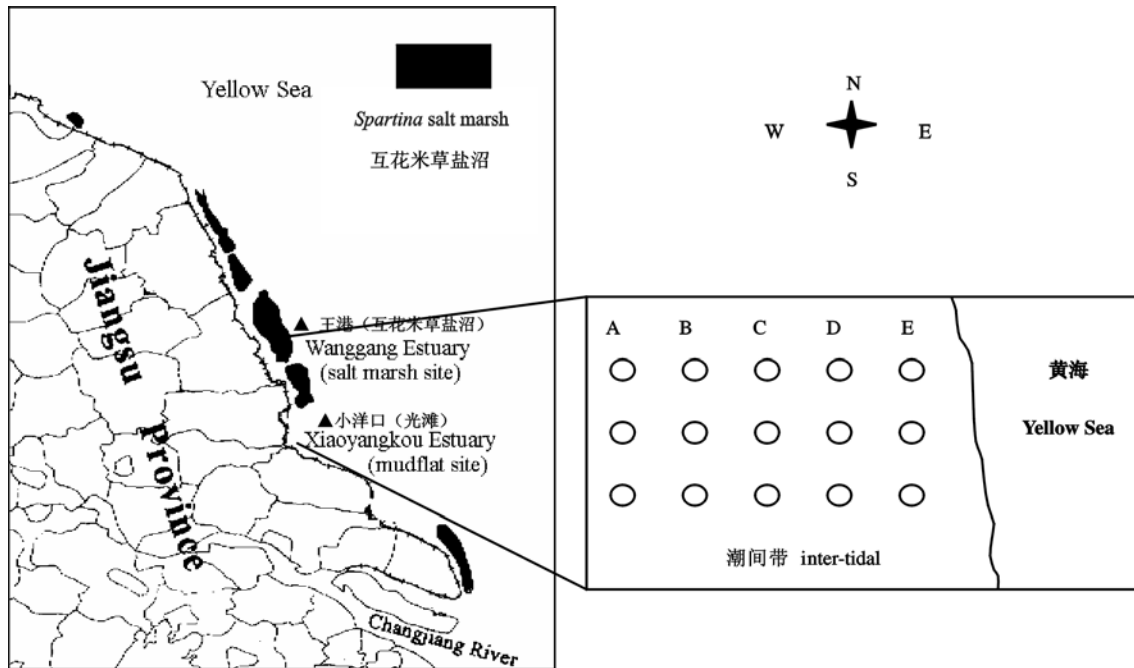 Yellow Sea
Spartina salt marsh
互花米草盐沼
Jiangsu
province
王港（互花米草盐沼）
Wanggang Estuary
(salt marsh site)
小洋口（光滩）
Xiaoyangkou Estuary
(mudflat site)
Changjiang River
N
W E
S
A B C D E
黄海
Yellow Sea
潮间带 inter-tidal